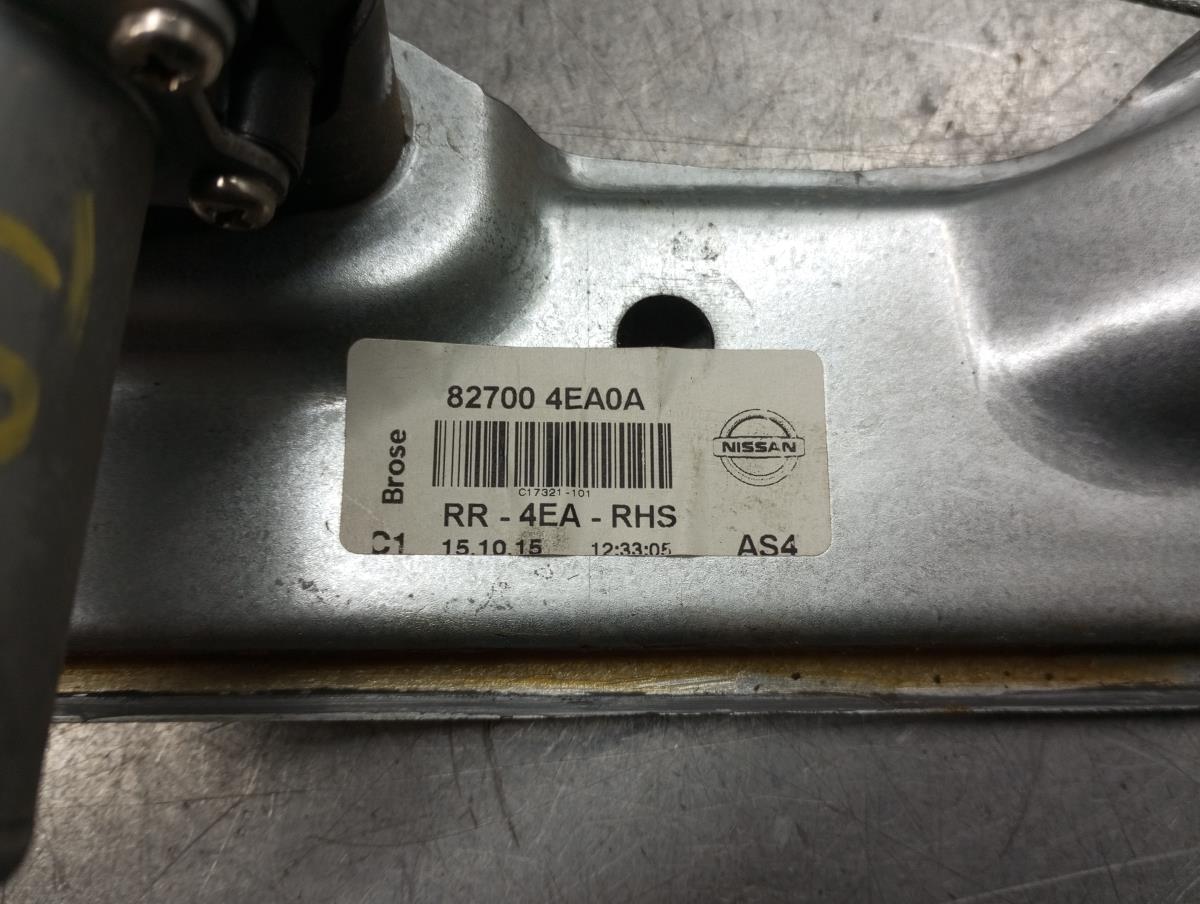 82700 4EA0A
Brose
NISSAN
C17321-101
RR - 4EA - RHS
C1 15.10.15 12:33:05 AS4